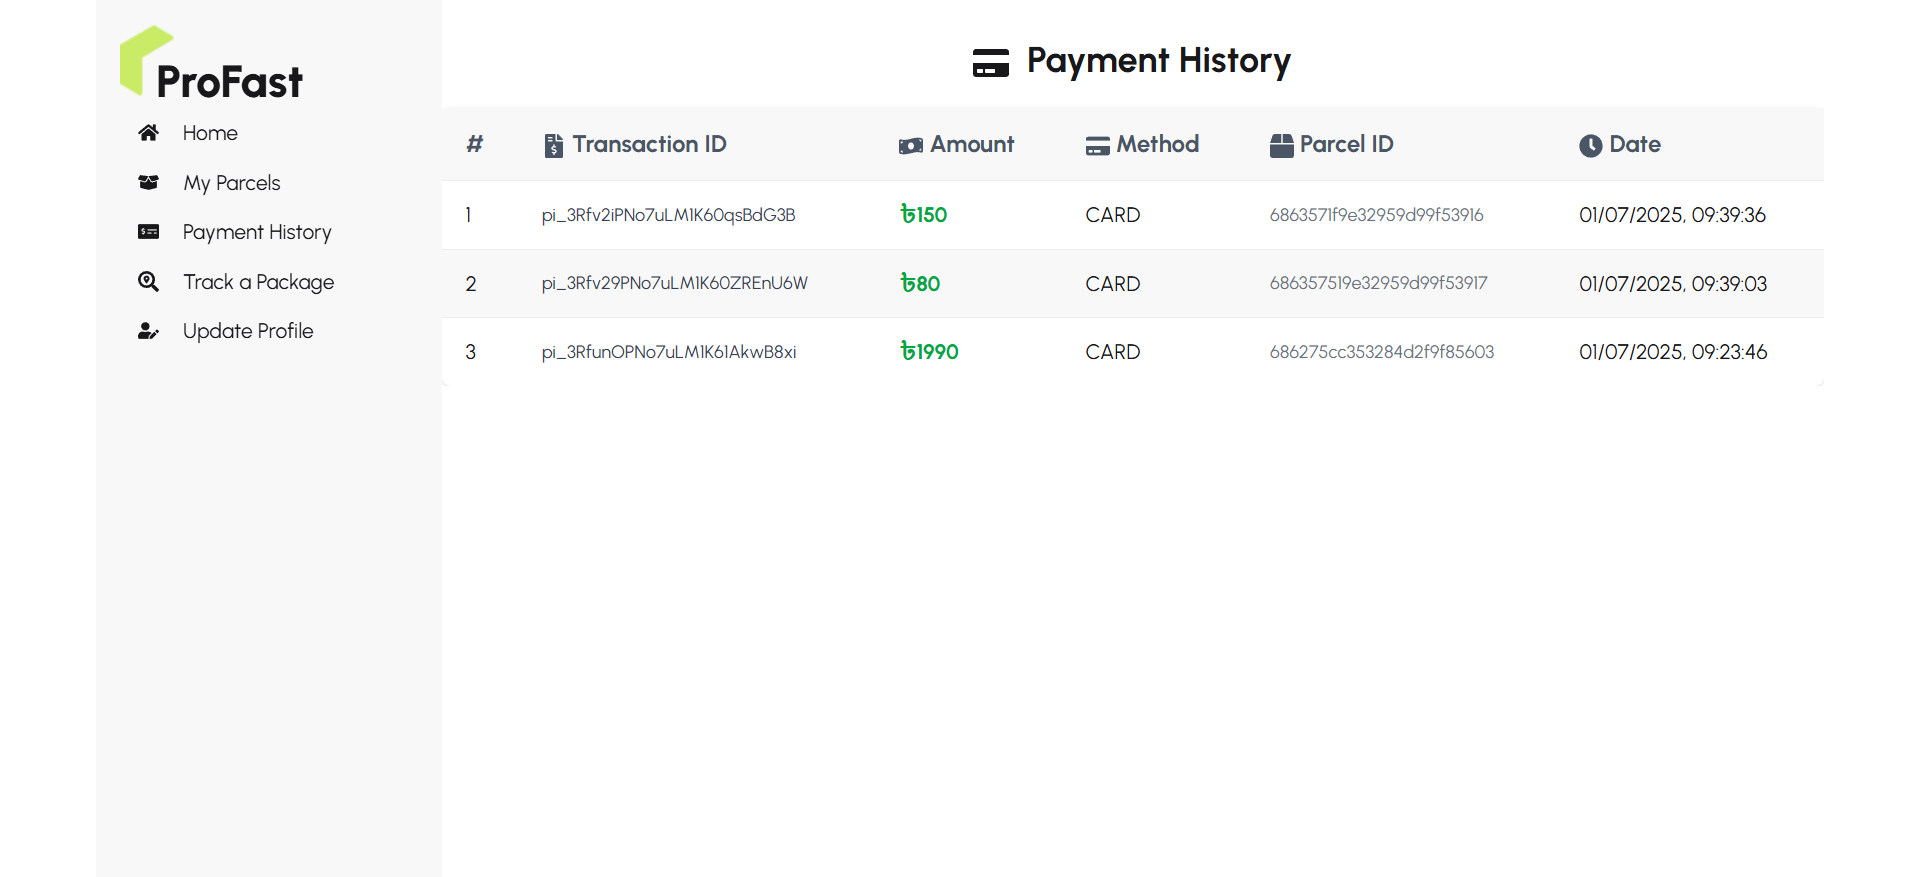 ProFast
Home
My Parcels
Payment History
Track a Package
Update Profile
Payment History
# Transaction ID Amount Method Parcel ID Date
1 pi_3Rfv2iPNo7uLM1K60qsBdG3B ৳150 CARD 6863571f9e32959d99f53916 01/07/2025, 09:39:36
2 pi_3Rfv29PNo7uLM1K60ZREnU6W ৳80 CARD 686357519e32959d99f53917 01/07/2025, 09:39:03
3 pi_3RfunOPNo7uLM1K61AkwB8xi ৳1990 CARD 686275cc353284d2f9f85603 01/07/2025, 09:23:46